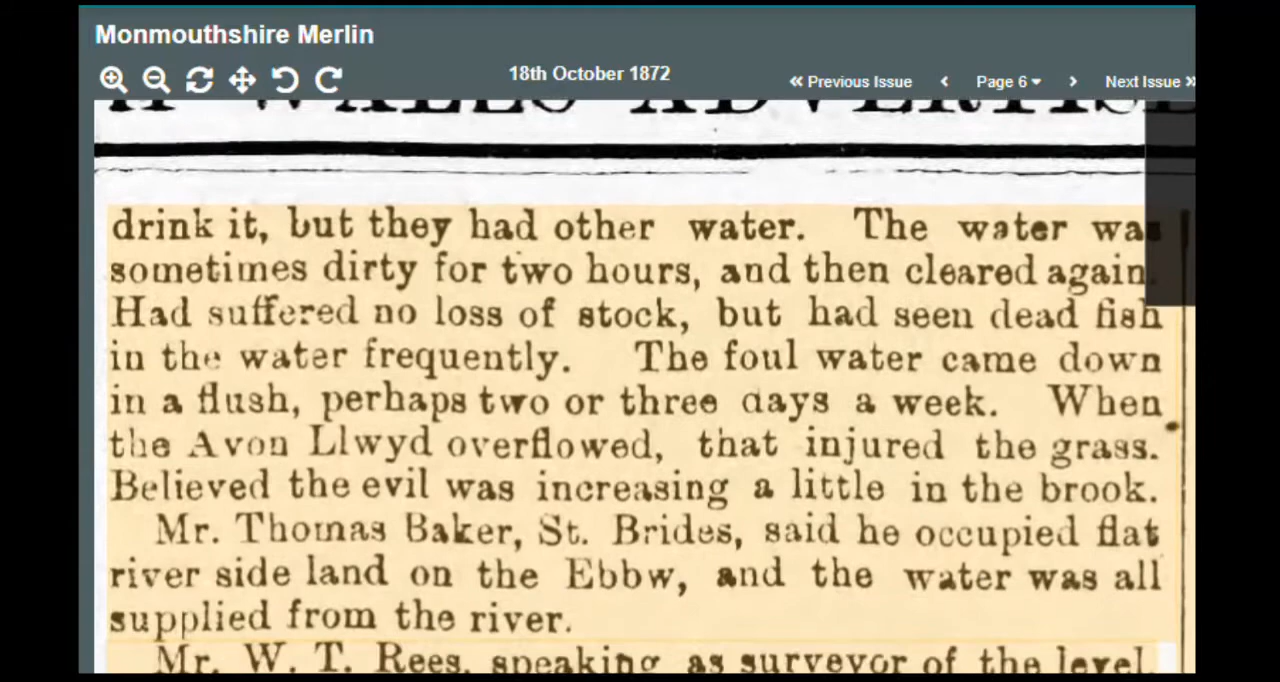 Monmouthshire Merlin
18th October 1872
Previous Issue
Page 6
Next Issue
drink it, but they had other water. The water was
sometimes dirty for two hours, and then cleared again.
Had suffered no loss of stock, but had seen dead fish
in the water frequently. The foul water came down
in a flush, perhaps two or three days a week. When
the Avon Llwyd overflowed, that injured the grass.
Believed the evil was increasing a little in the brook.
Mr. Thomas Baker, St. Brides, said he occupied flat
river side land on the Ebbw, and the water was all
supplied from the river.
Mr. W. T. Rees, speaking as surveyor of the level,